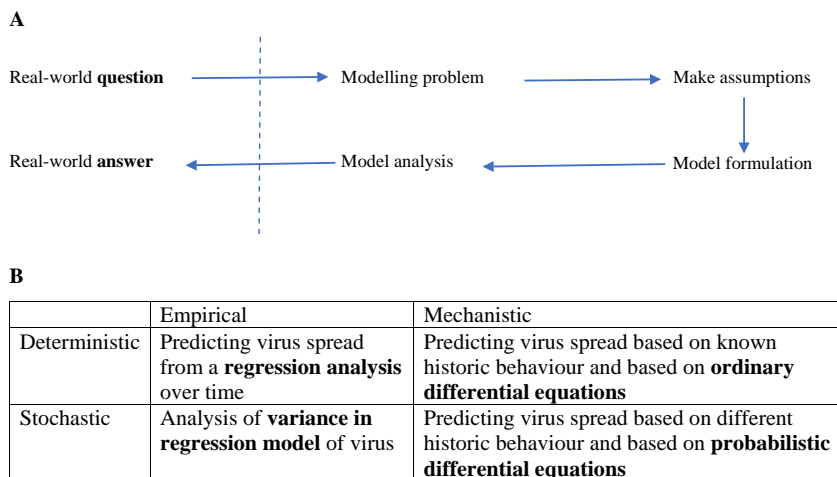 A
Real-world question Modelling problem Make assumptions
Real-world answer Model analysis Model formulation
B
Empirical Mechanistic
Deterministic Predicting virus spread Predicting virus spread based on known
from a regression analysis historic behaviour and based on ordinary
over time differential equations
Stochastic Analysis of variance in Predicting virus spread based on different
regression model of virus historic behaviour and based on probabilistic
differential equations